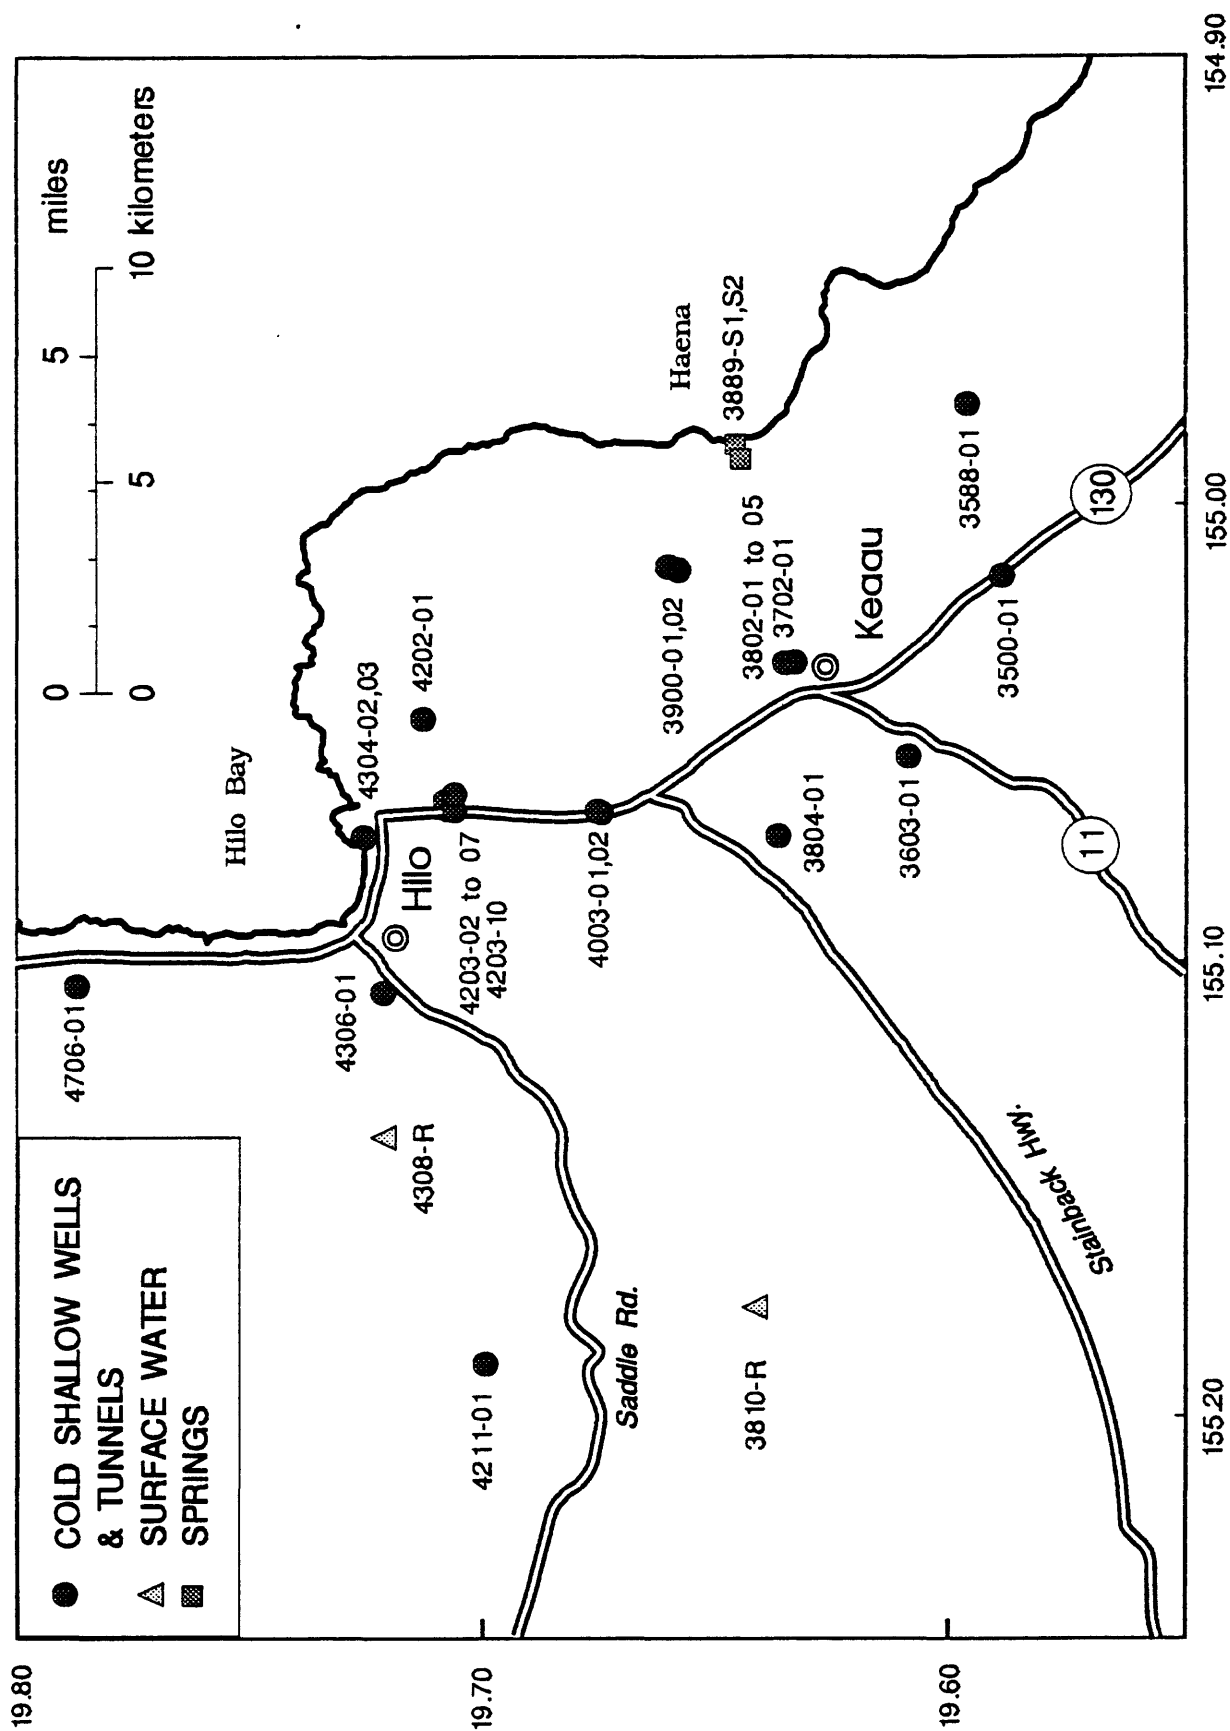 COLD SHALLOW WELLS
& TUNNELS
SURFACE WATER
SPRINGS
0 5 miles
0 5 10 kilometers
4706-01
Hilo Bay
4304-02,03
4306-01
Hilo
4202-01
4308-R
4203-02 to 07
4203-10
4211-01
4003-01,02
Saddle Rd.
3900-01,02
Haena
3889-S1,S2
3810-R
3802-01 to 05
3702-01
3804-01
Keaau
3603-01
3588-01
3500-01
Stainback Hwy.
11
130
19.80
19.70
19.60
155.20
155.10
155.00
154.90